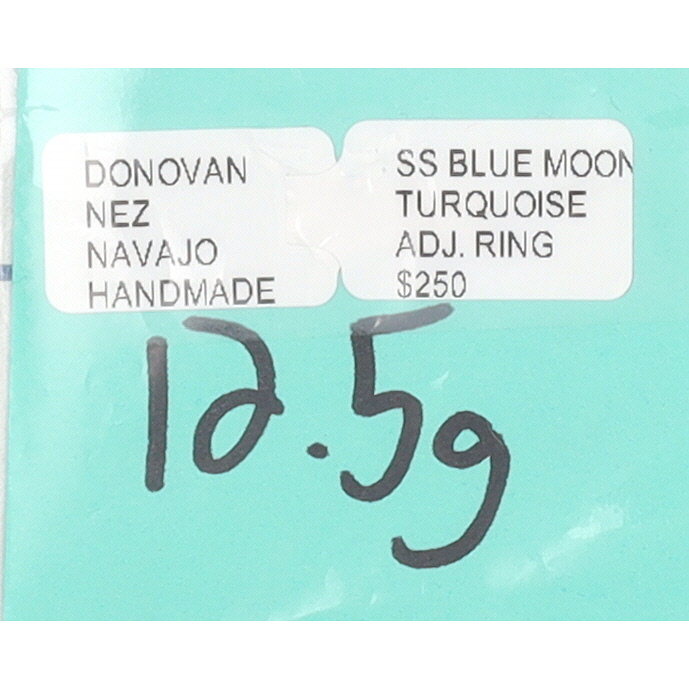 DONOVAN
NEZ
NAVAJO
HANDMADE
SS BLUE MOON
TURQUOISE
ADJ. RING
$250
12.5g